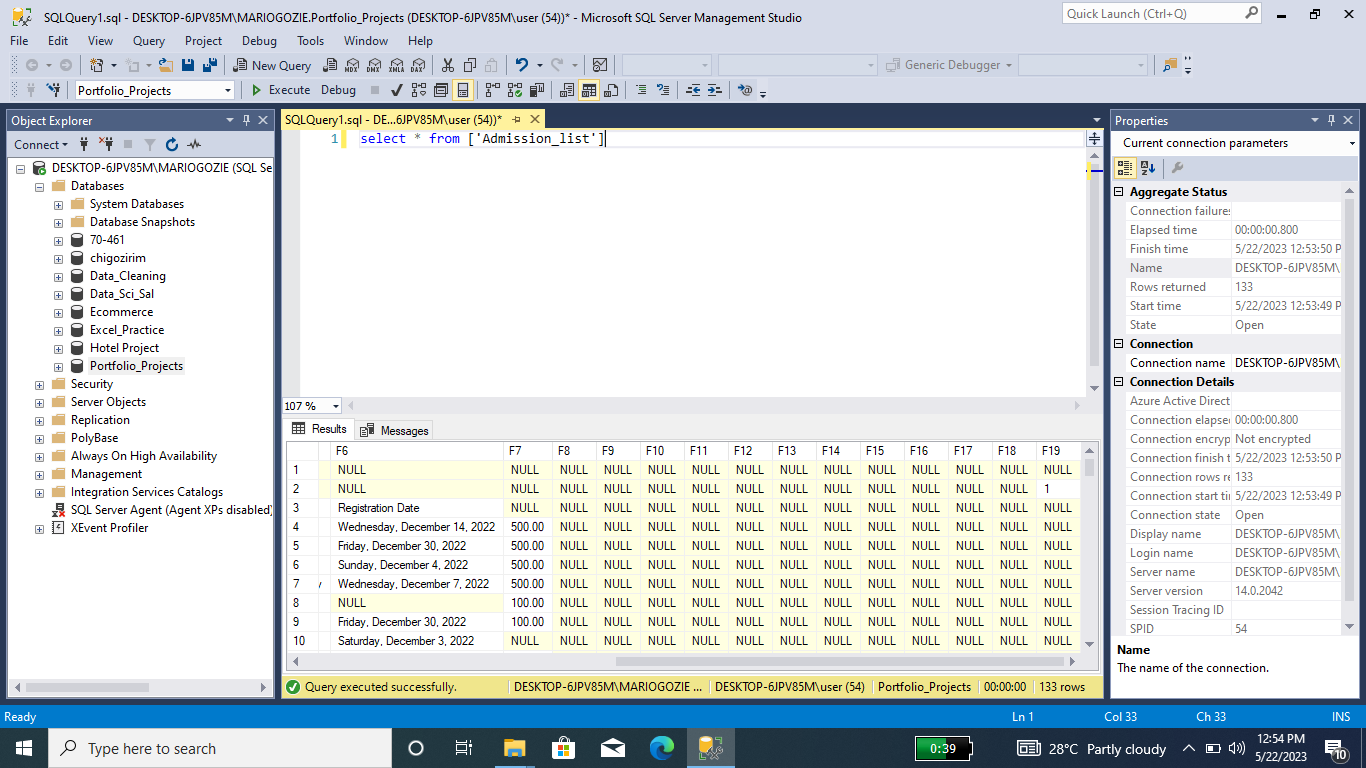 SQLQuery1.sql - DESKTOP-6JPV85M\MARIOGOZIE.Portfolio_Projects (DESKTOP-6JPV85M\user (54))* - Microsoft SQL Server Management Studio
Quick Launch (Ctrl+Q)
File Edit View Query Project Debug Tools Window Help
New Query MDX DMX XMLA DAX Generic Debugger
Portfolio_Projects Execute Debug
Object Explorer
Connect
DESKTOP-6JPV85M\MARIOGOZIE (SQL Se
Databases
System Databases
Database Snapshots
70-461
chigozirim
Data_Cleaning
Data_Sci_Sal
Ecommerce
Excel_Practice
Hotel Project
Portfolio_Projects
Security
Server Objects
Replication
PolyBase
Always On High Availability
Management
Integration Services Catalogs
SQL Server Agent (Agent XPs disabled)
XEvent Profiler
SQLQuery1.sql - DE...6JPV85M\user (54))*
1 select * from ['Admission_list']
107 %
Results Messages
F6 F7 F8 F9 F10 F11 F12 F13 F14 F15 F16 F17 F18 F19
1 NULL NULL NULL NULL NULL NULL NULL NULL NULL NULL NULL NULL NULL NULL
2 NULL NULL NULL NULL NULL NULL NULL NULL NULL NULL NULL NULL NULL 1
3 Registration Date NULL NULL NULL NULL NULL NULL NULL NULL NULL NULL NULL NULL NULL
4 Wednesday, December 14, 2022 500.00 NULL NULL NULL NULL NULL NULL NULL NULL NULL NULL NULL NULL
5 Friday, December 30, 2022 500.00 NULL NULL NULL NULL NULL NULL NULL NULL NULL NULL NULL NULL
6 Sunday, December 4, 2022 500.00 NULL NULL NULL NULL NULL NULL NULL NULL NULL NULL NULL NULL
7 y Wednesday, December 7, 2022 500.00 NULL NULL NULL NULL NULL NULL NULL NULL NULL NULL NULL NULL
8 NULL 100.00 NULL NULL NULL NULL NULL NULL NULL NULL NULL NULL NULL NULL
9 Friday, December 30, 2022 100.00 NULL NULL NULL NULL NULL NULL NULL NULL NULL NULL NULL NULL
10 Saturday, December 3, 2022 NULL NULL NULL NULL NULL NULL NULL NULL NULL NULL NULL NULL NULL
Query executed successfully. DESKTOP-6JPV85M\MARIOGOZIE ... DESKTOP-6JPV85M\user (54) Portfolio_Projects 00:00:00 133 rows
Properties
Current connection parameters
Aggregate Status
Connection failures
Elapsed time 00:00:00.800
Finish time 5/22/2023 12:53:50 P
Name DESKTOP-6JPV85M\
Rows returned 133
Start time 5/22/2023 12:53:49 P
State Open
Connection
Connection name DESKTOP-6JPV85M\
Connection Details
Azure Active Direct
Connection elapse 00:00:00.800
Connection encryp Not encrypted
Connection finish t 5/22/2023 12:53:50 P
Connection rows re 133
Connection start ti 5/22/2023 12:53:49 P
Connection state Open
Display name DESKTOP-6JPV85M\
Login name DESKTOP-6JPV85M\
Server name DESKTOP-6JPV85M\
Server version 14.0.2042
Session Tracing ID
SPID 54
Name
The name of the connection.
Ready Ln 1 Col 33 Ch 33 INS
Type here to search
0:39
28°C Partly cloudy
12:54 PM
5/22/2023
10